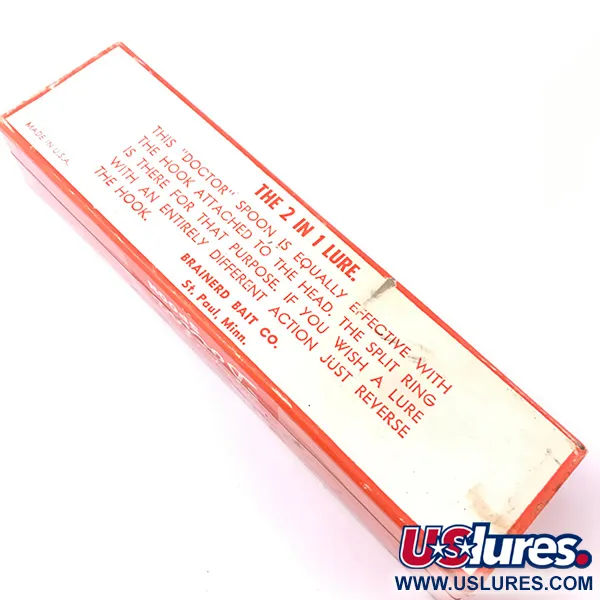 MADE IN U.S.A.
THE 2 IN 1 LURE.
THIS "DOCTOR" SPOON IS EQUALLY EFFECTIVE WITH
THE HOOK ATTACHED TO THE HEAD. THE SPLIT RING
IS THERE FOR THAT PURPOSE. IF YOU WISH A LURE
WITH AN ENTIRELY DIFFERENT ACTION JUST REVERSE
THE HOOK.
BRAINERD BAIT CO.
St. Paul, Minn.
USlures.
WWW.USLURES.COM